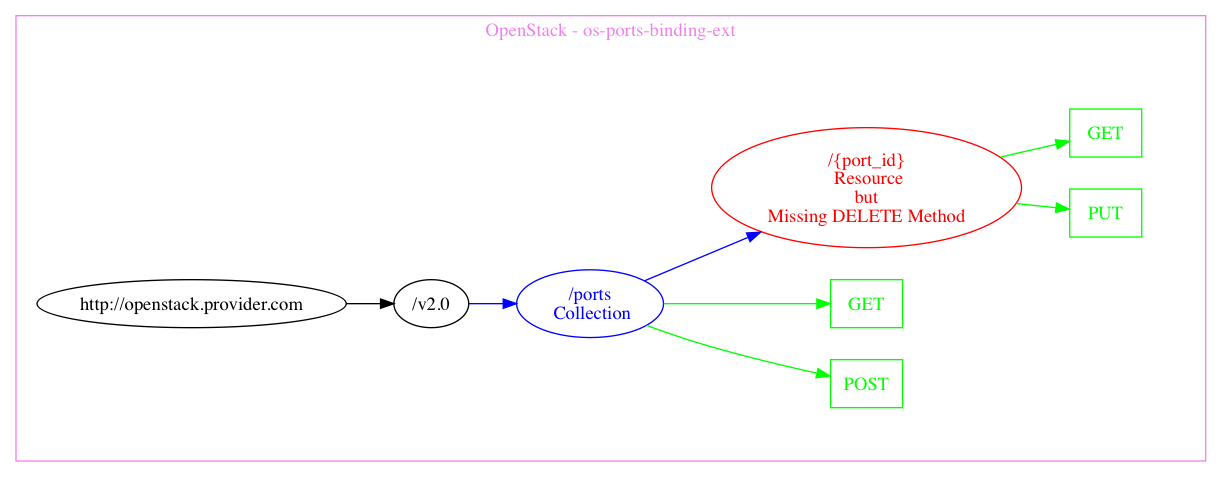 OpenStack - os-ports-binding-ext
http://openstack.provider.com
/v2.0
/ports
Collection
/{port_id}
Resource
but
Missing DELETE Method
GET
PUT
GET
POST